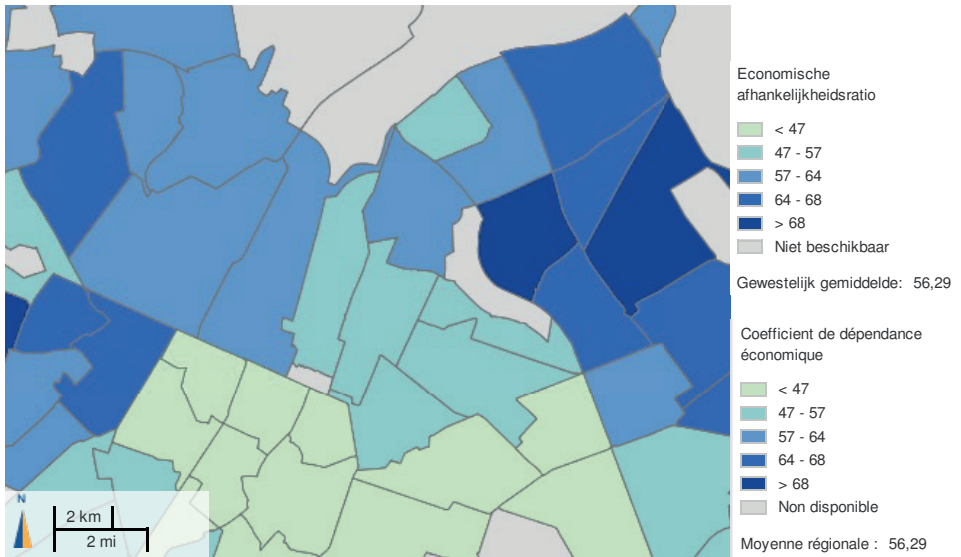 Economische
afhankelijkheidsratio
< 47
47 - 57
57 - 64
64 - 68
> 68
Niet beschikbaar
Gewestelijk gemiddelde: 56,29
Coefficient de dépendance
économique
< 47
47 - 57
57 - 64
64 - 68
> 68
Non disponible
Moyenne régionale : 56,29
N
2 km
2 mi